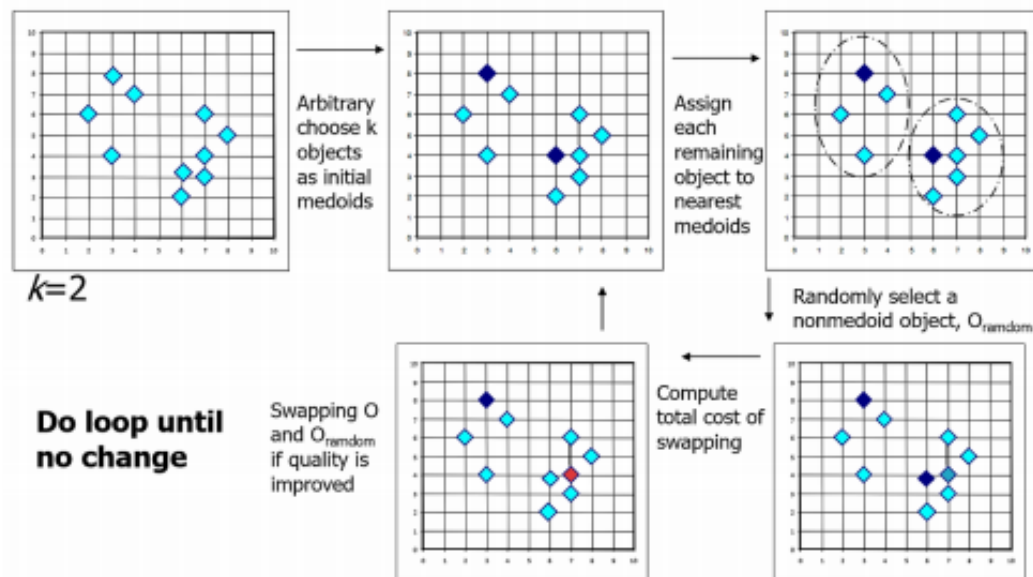 Arbitrary
choose k
objects
as initial
medoids
Assign
each
remaining
object to
nearest
medoids
k=2
Randomly select a
nonmedoid object, Oramdom
Compute
total cost of
swapping
Swapping O
and Oramdom
if quality is
improved
Do loop until
no change